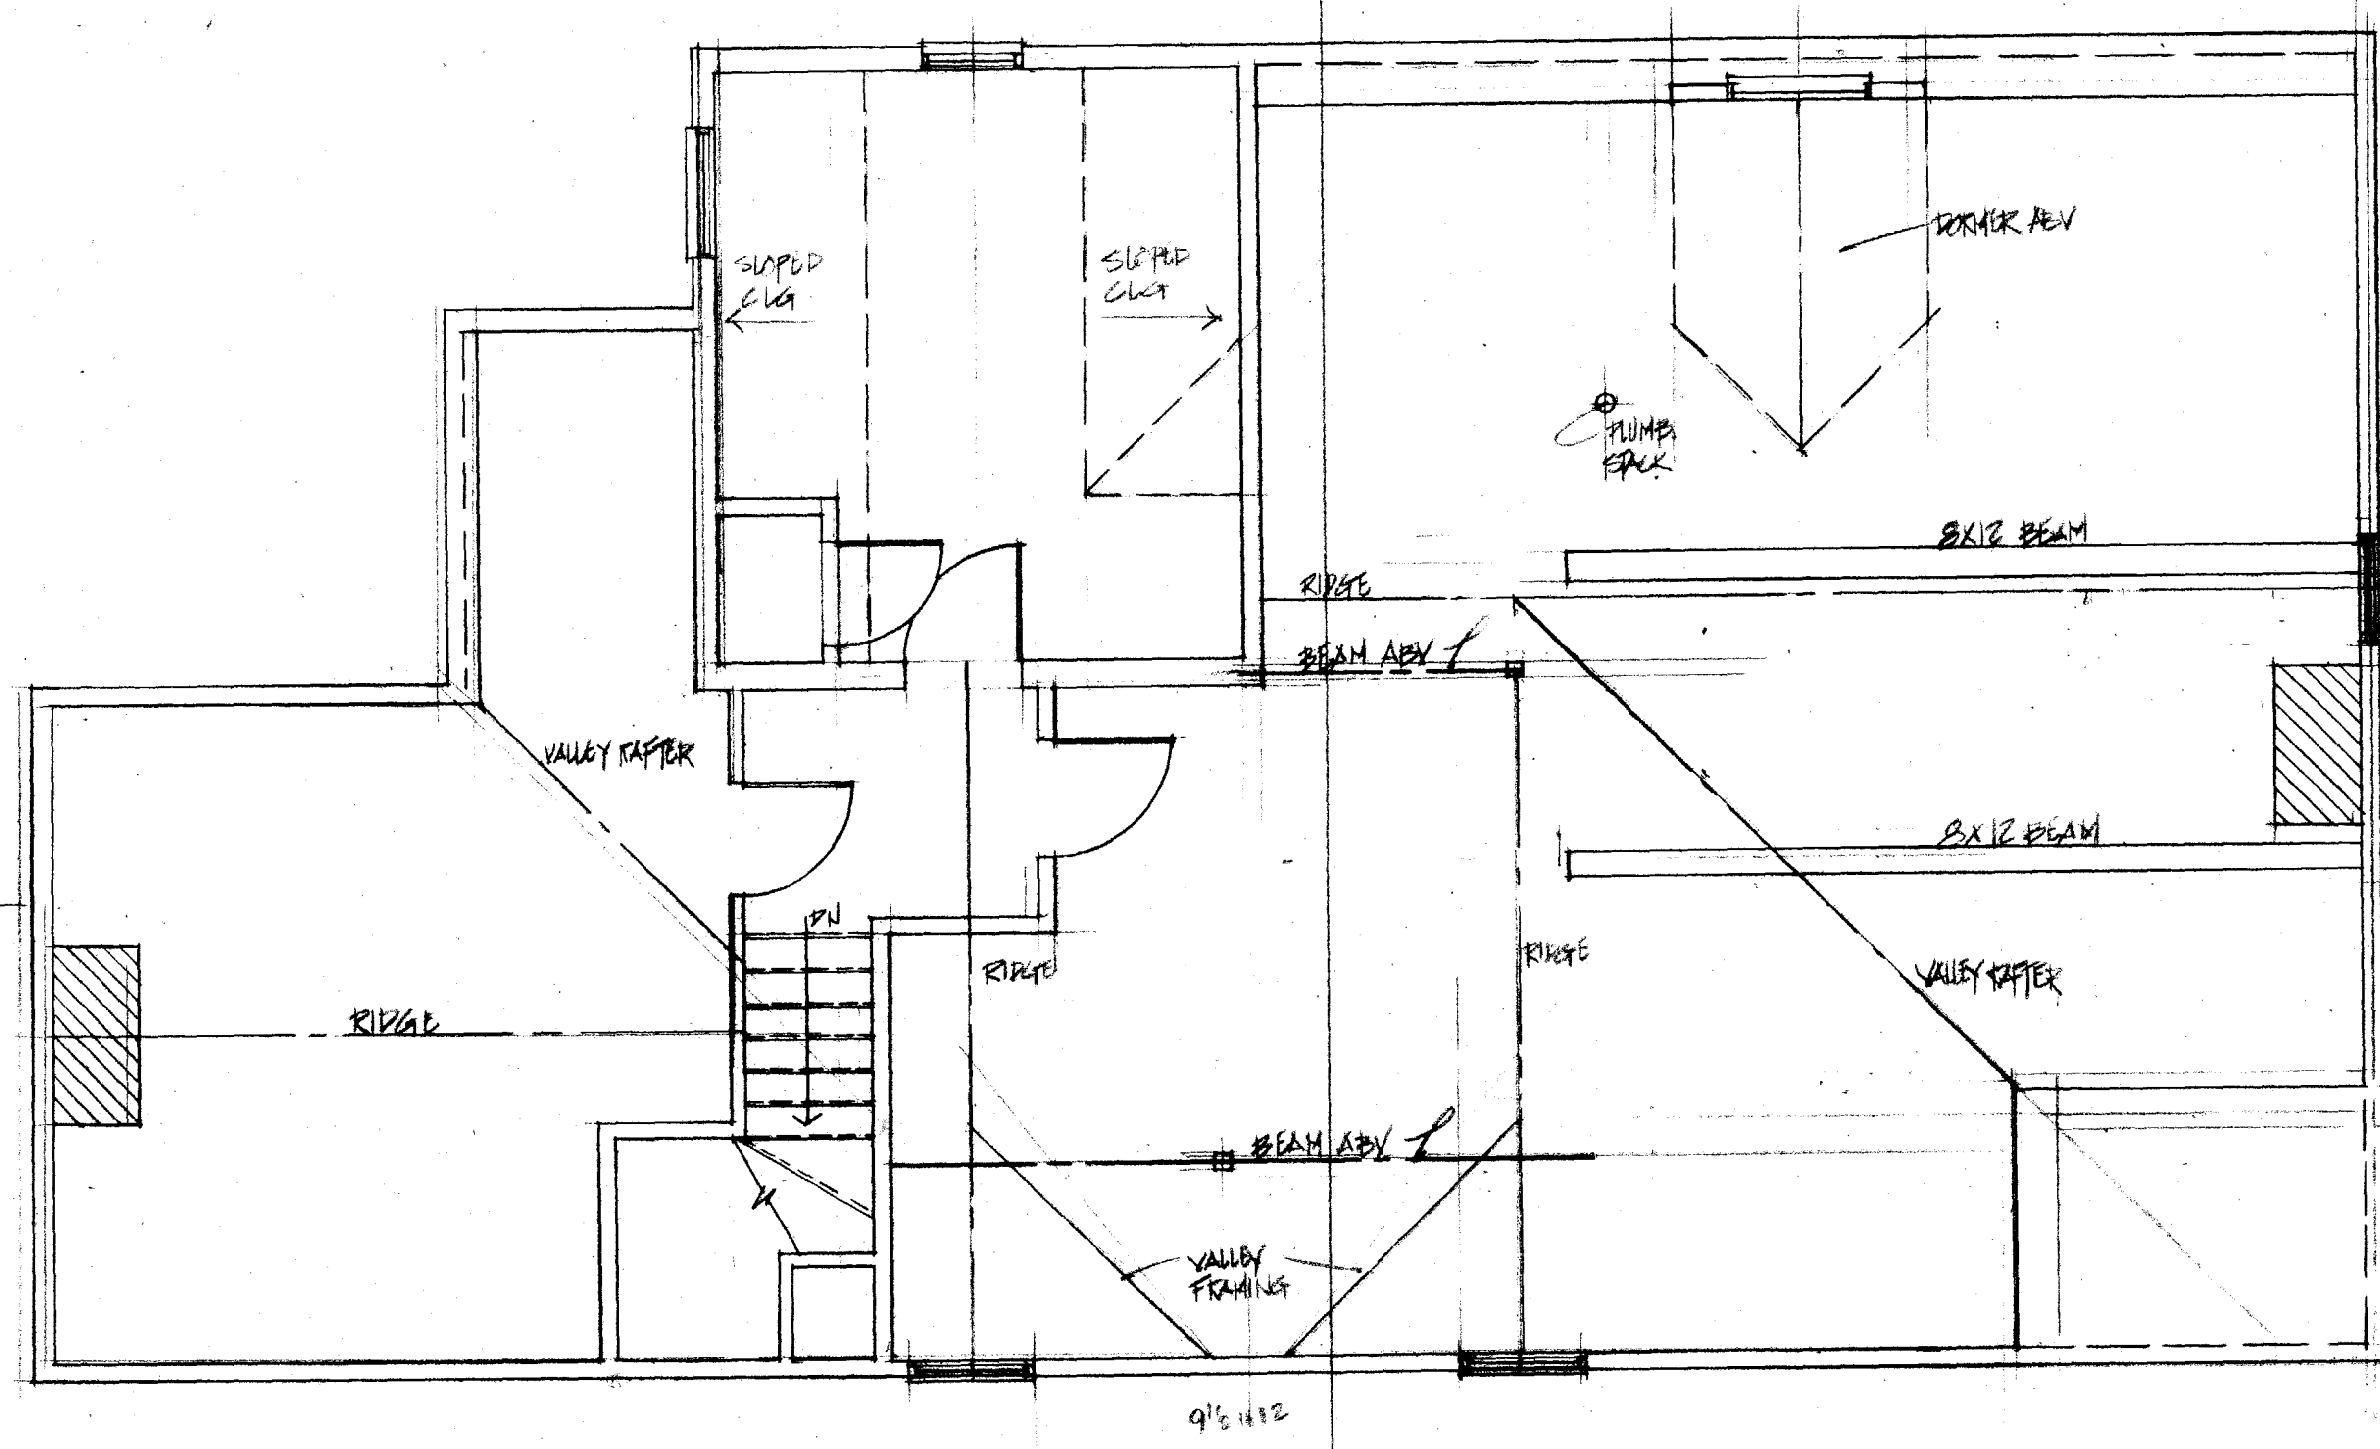 DORMER ABV
SLOPED
CLG
SLOPED
CLG
PLUMB.
STACK
8X12 BEAM
RIDGE
BEAM ABV
VALLEY RAFTER
8X12 BEAM
DN
RIDGE
RIDGE
VALLEY RAFTER
RIDGE
BEAM ABV
VALLEY
FRAMING